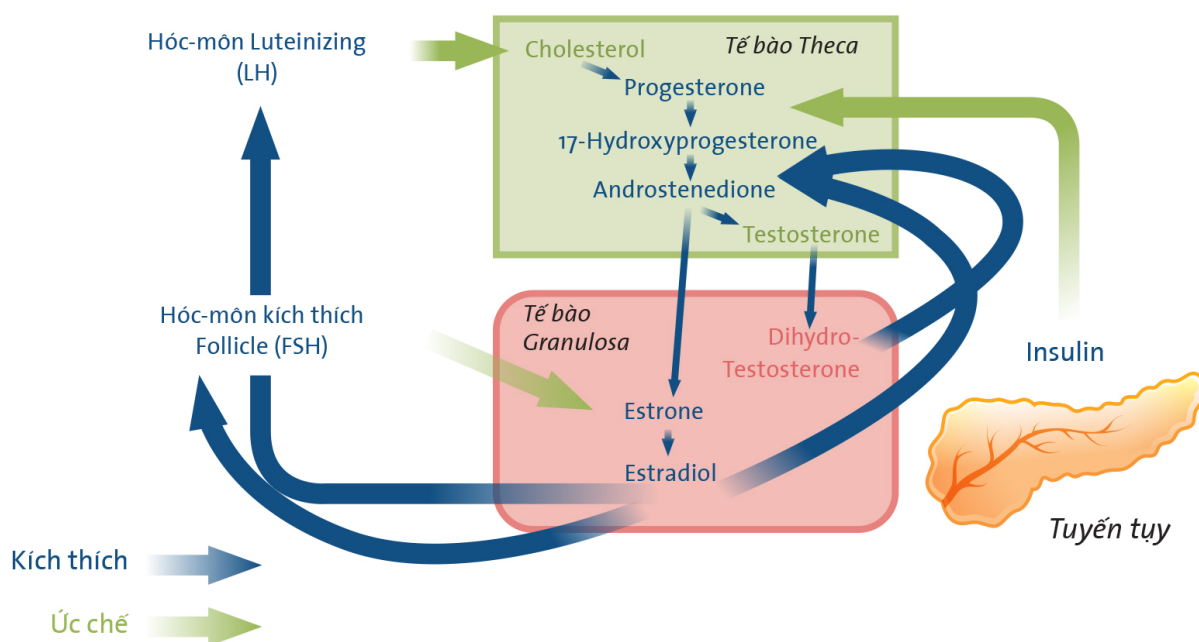 Hóc-môn Luteinizing
(LH)
Cholesterol
Tế bào Theca
Progesterone
17-Hydroxyprogesterone
Androstenedione
Testosterone
Hóc-môn kích thích
Follicle (FSH)
Tế bào
Granulosa
Dihydro-
Testosterone
Insulin
Estrone
Estradiol
Tuyến tụy
Kích thích
Ức chế